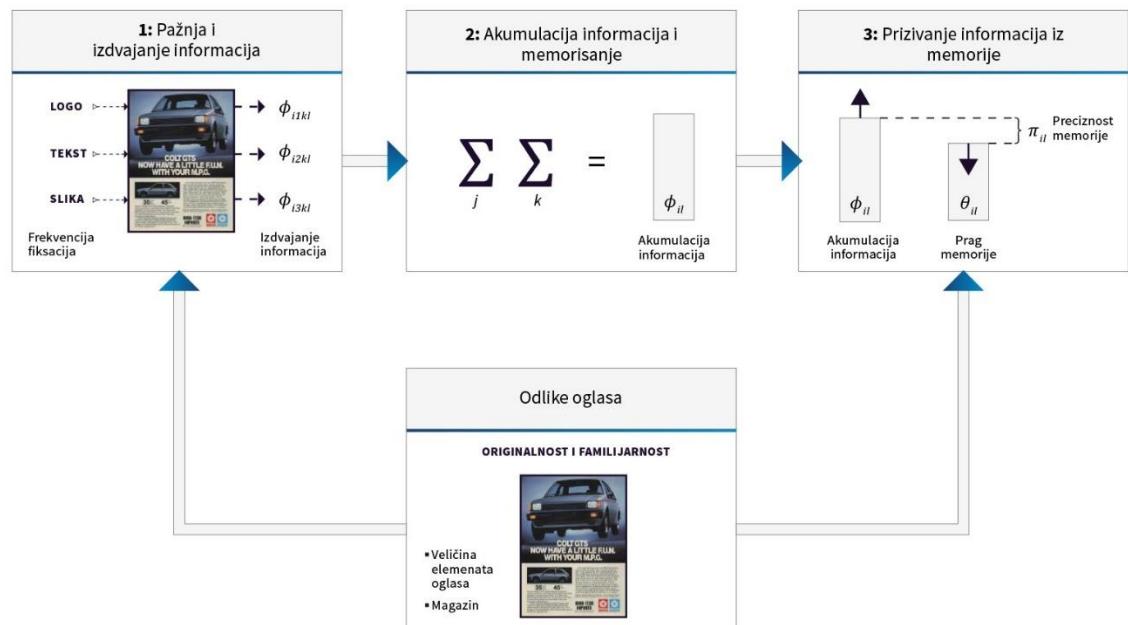 1: Pažnja i
izdvajanje informacija
LOGO
TEKST
SLIKA
Frekvencija
fiksacija
COLT GTS
NOW HAVE A LITTLE F.U.N.
WITH YOUR M.P.G.
ϕi1kl
ϕi2kl
ϕi3kl
Izdvajanje
informacija
2: Akumulacija informacija i
memorisanje
∑j ∑k =
ϕil
Akumulacija
informacija
3: Prizivanje informacija iz
memorije
πil
Preciznost
memorije
ϕil
θil
Akumulacija
informacija
Prag
memorije
Odlike oglasa
ORIGINALNOST I FAMILIJARNOST
▪ Veličina
elemenata
oglasa
▪ Magazin
COLT GTS
NOW HAVE A LITTLE F.U.N.
WITH YOUR M.P.G.